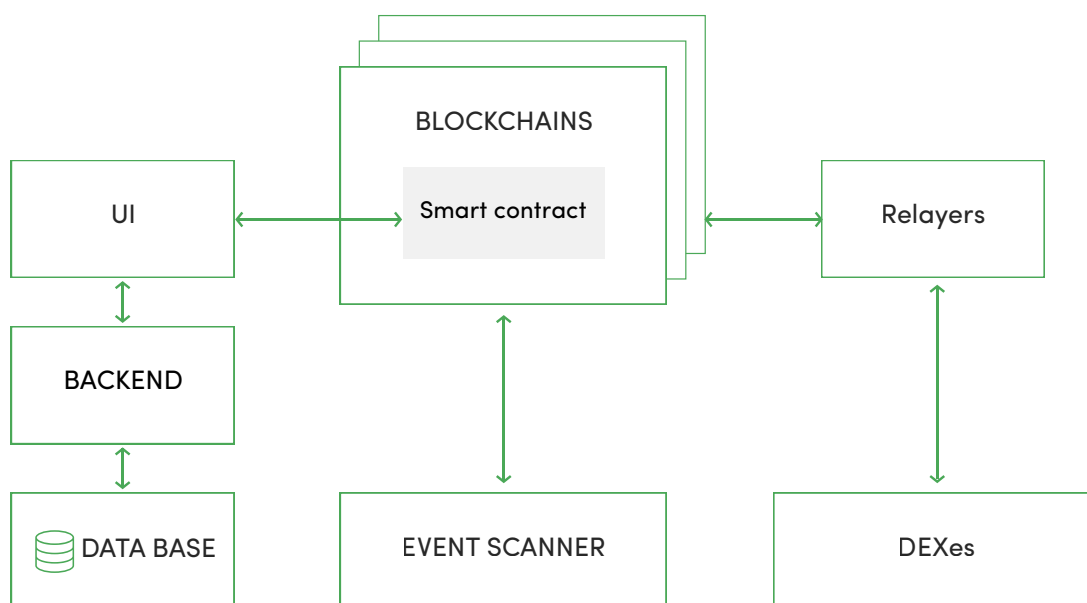 BLOCKCHAINS
UI
Smart contract
Relayers
BACKEND
DATA BASE
EVENT SCANNER
DEXes